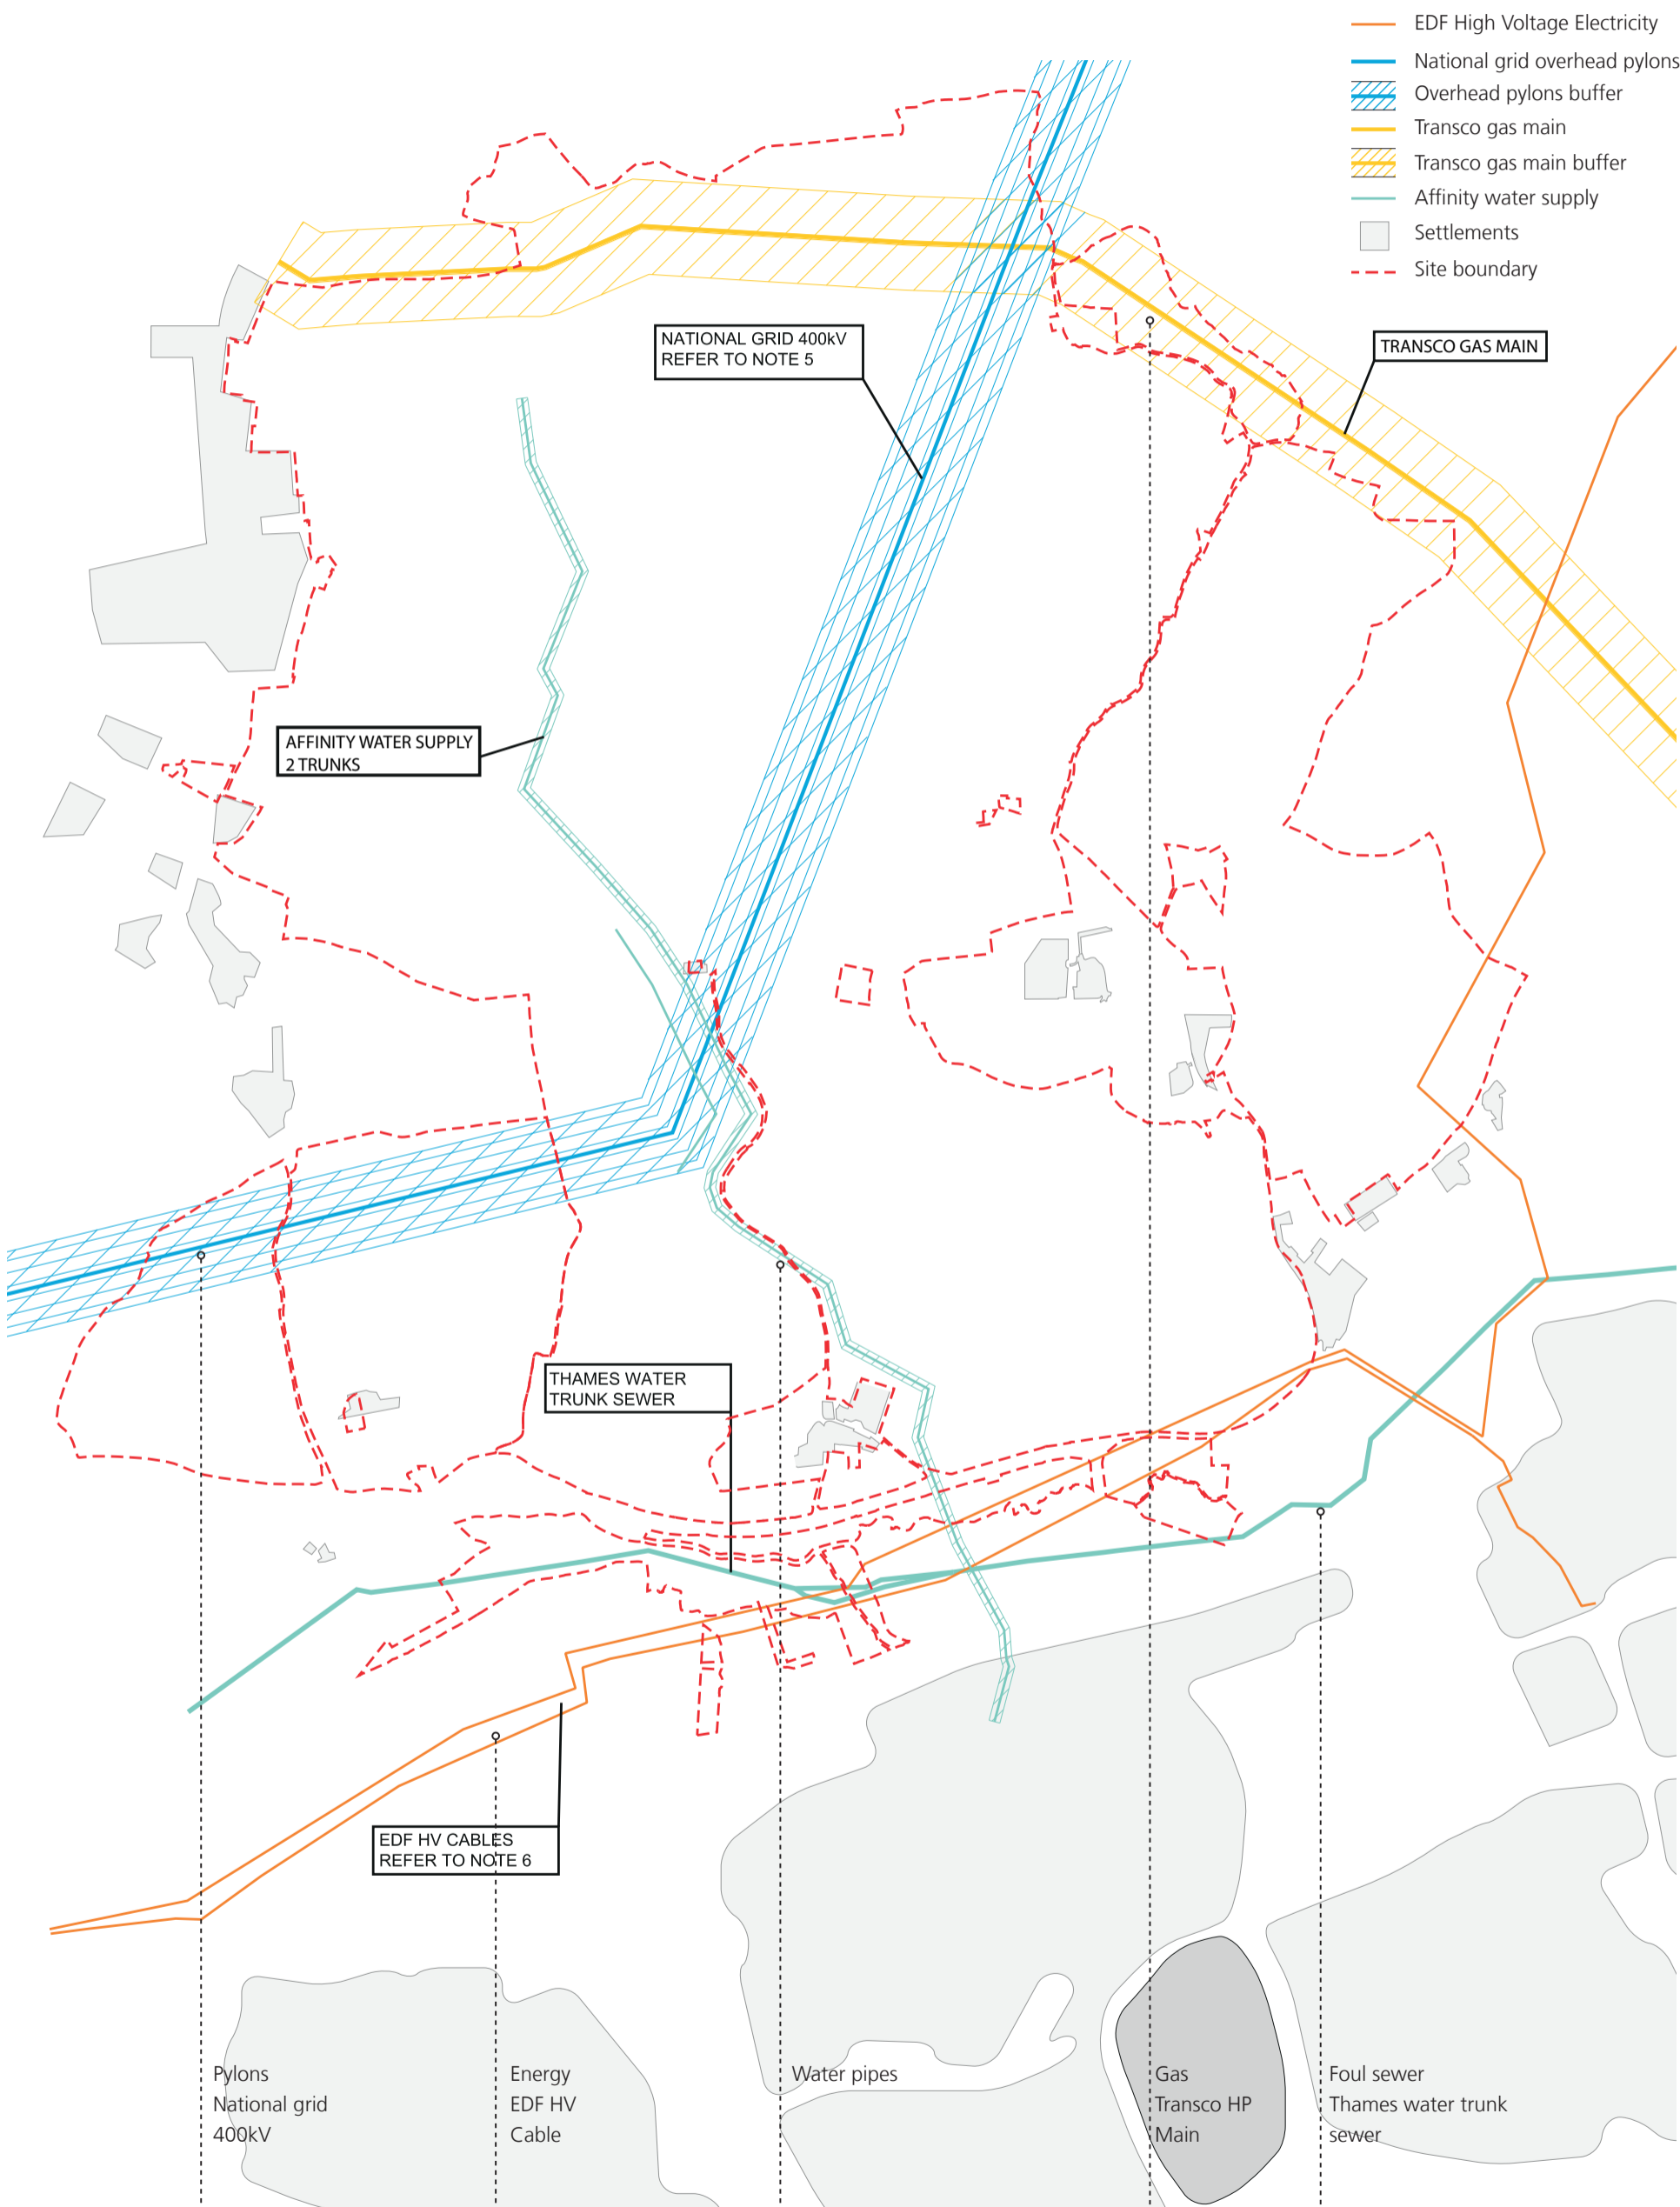 EDF High Voltage Electricity
National grid overhead pylons
Overhead pylons buffer
Transco gas main
Transco gas main buffer
Affinity water supply
Settlements
Site boundary
NATIONAL GRID 400kV
REFER TO NOTE 5
TRANSCO GAS MAIN
AFFINITY WATER SUPPLY
2 TRUNKS
THAMES WATER
TRUNK SEWER
EDF HV CABLES
REFER TO NOTE 6
Pylons
National grid
400kV
Energy
EDF HV
Cable
Water pipes
Gas
Transco HP
Main
Foul sewer
Thames water trunk
sewer